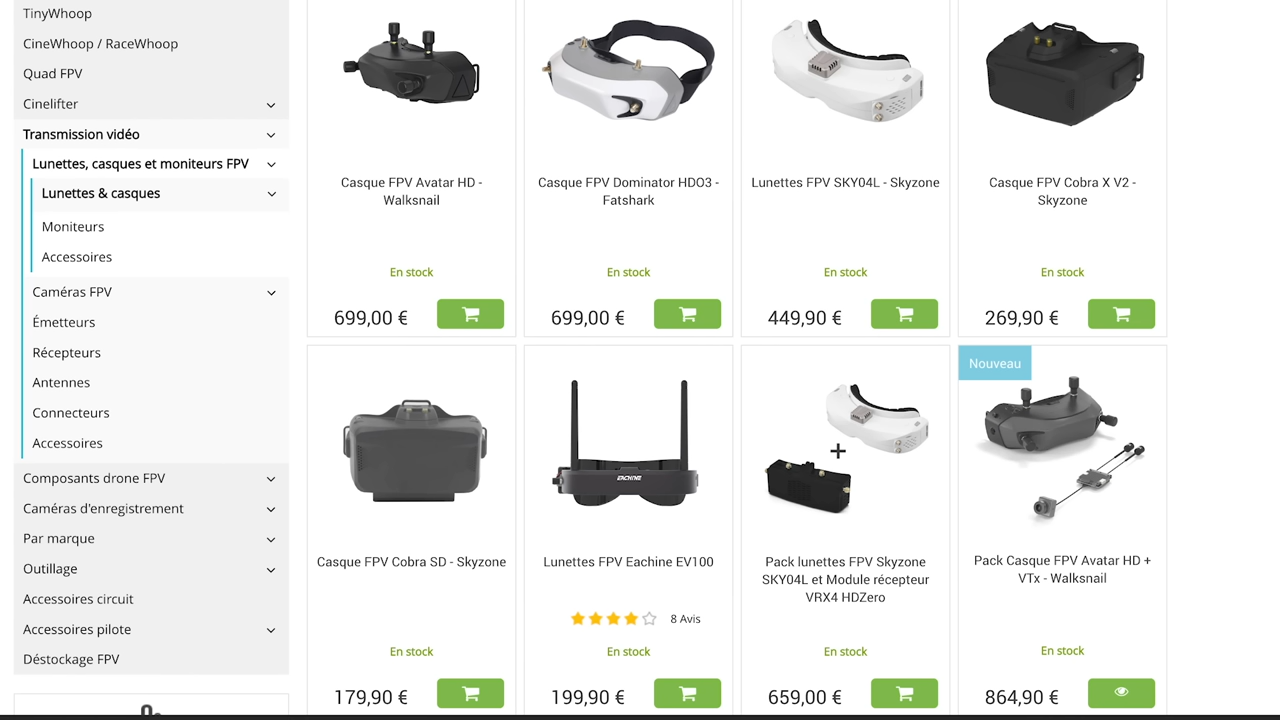 TinyWhoop
CineWhoop / RaceWhoop
Quad FPV
Cinelifter
Transmission vidéo
Lunettes, casques et moniteurs FPV
Lunettes & casques
Moniteurs
Accessoires
Caméras FPV
Émetteurs
Récepteurs
Antennes
Connecteurs
Accessoires
Composants drone FPV
Caméras d'enregistrement
Par marque
Outillage
Accessoires circuit
Accessoires pilote
Déstockage FPV
Casque FPV Avatar HD -
Walksnail
En stock
699,00 €
Casque FPV Dominator HDO3 -
Fatshark
En stock
699,00 €
Lunettes FPV SKY04L - Skyzone
En stock
449,90 €
Casque FPV Cobra X V2 -
Skyzone
En stock
269,90 €
Casque FPV Cobra SD - Skyzone
En stock
179,90 €
EACHINE
Lunettes FPV Eachine EV100
8 Avis
En stock
199,90 €
+
Pack lunettes FPV Skyzone
SKY04L et Module récepteur
VRX4 HDZero
En stock
659,00 €
Nouveau
Pack Casque FPV Avatar HD +
VTx - Walksnail
En stock
864,90 €